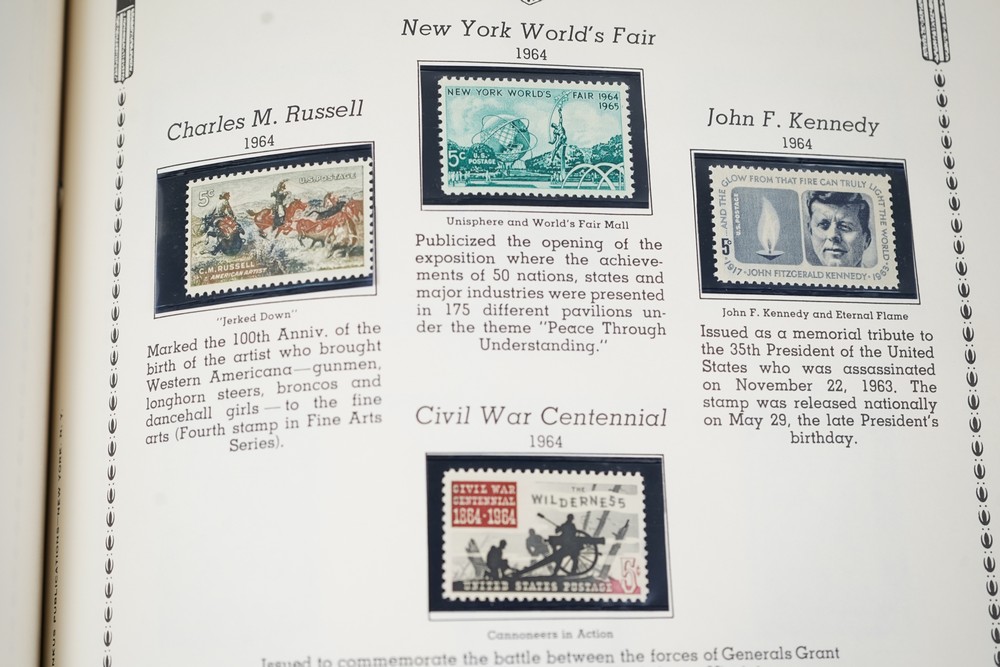 New York World's Fair
1964
NEW YORK WORLD'S FAIR 1964
1965
5c U.S. POSTAGE
Unisphere and World's Fair Mall
Publicized the opening of the
exposition where the achieve-
ments of 50 nations, states and
major industries were presented
in 175 different pavilions un-
der the theme "Peace Through
Understanding."
Charles M. Russell
1964
5c U.S. POSTAGE
C.M. RUSSELL
AMERICAN ARTIST
"Jerked Down"
Marked the 100th Anniv. of the
birth of the artist who brought
Western Americana—gunmen,
longhorn steers, broncos and
dancehall girls—to the fine
arts (Fourth stamp in Fine Arts
Series).
John F. Kennedy
1964
·AND THE GLOW FROM THAT FIRE CAN TRULY LIGHT THE WORLD·
U.S. POSTAGE
5c
1917·JOHN FITZGERALD KENNEDY·1963
John F. Kennedy and Eternal Flame
Issued as a memorial tribute to
the 35th President of the United
States who was assassinated
on November 22, 1963. The
stamp was released nationally
on May 29, the late President's
birthday.
Civil War Centennial
1964
CIVIL WAR
CENTENNIAL
1864-1964
THE
WILDERNESS
UNITED STATES POSTAGE 5c
Cannoneers in Action
Issued to commemorate the battle between the forces of Generals Grant
PUBLICATIONS—NEW YORK, N. Y.